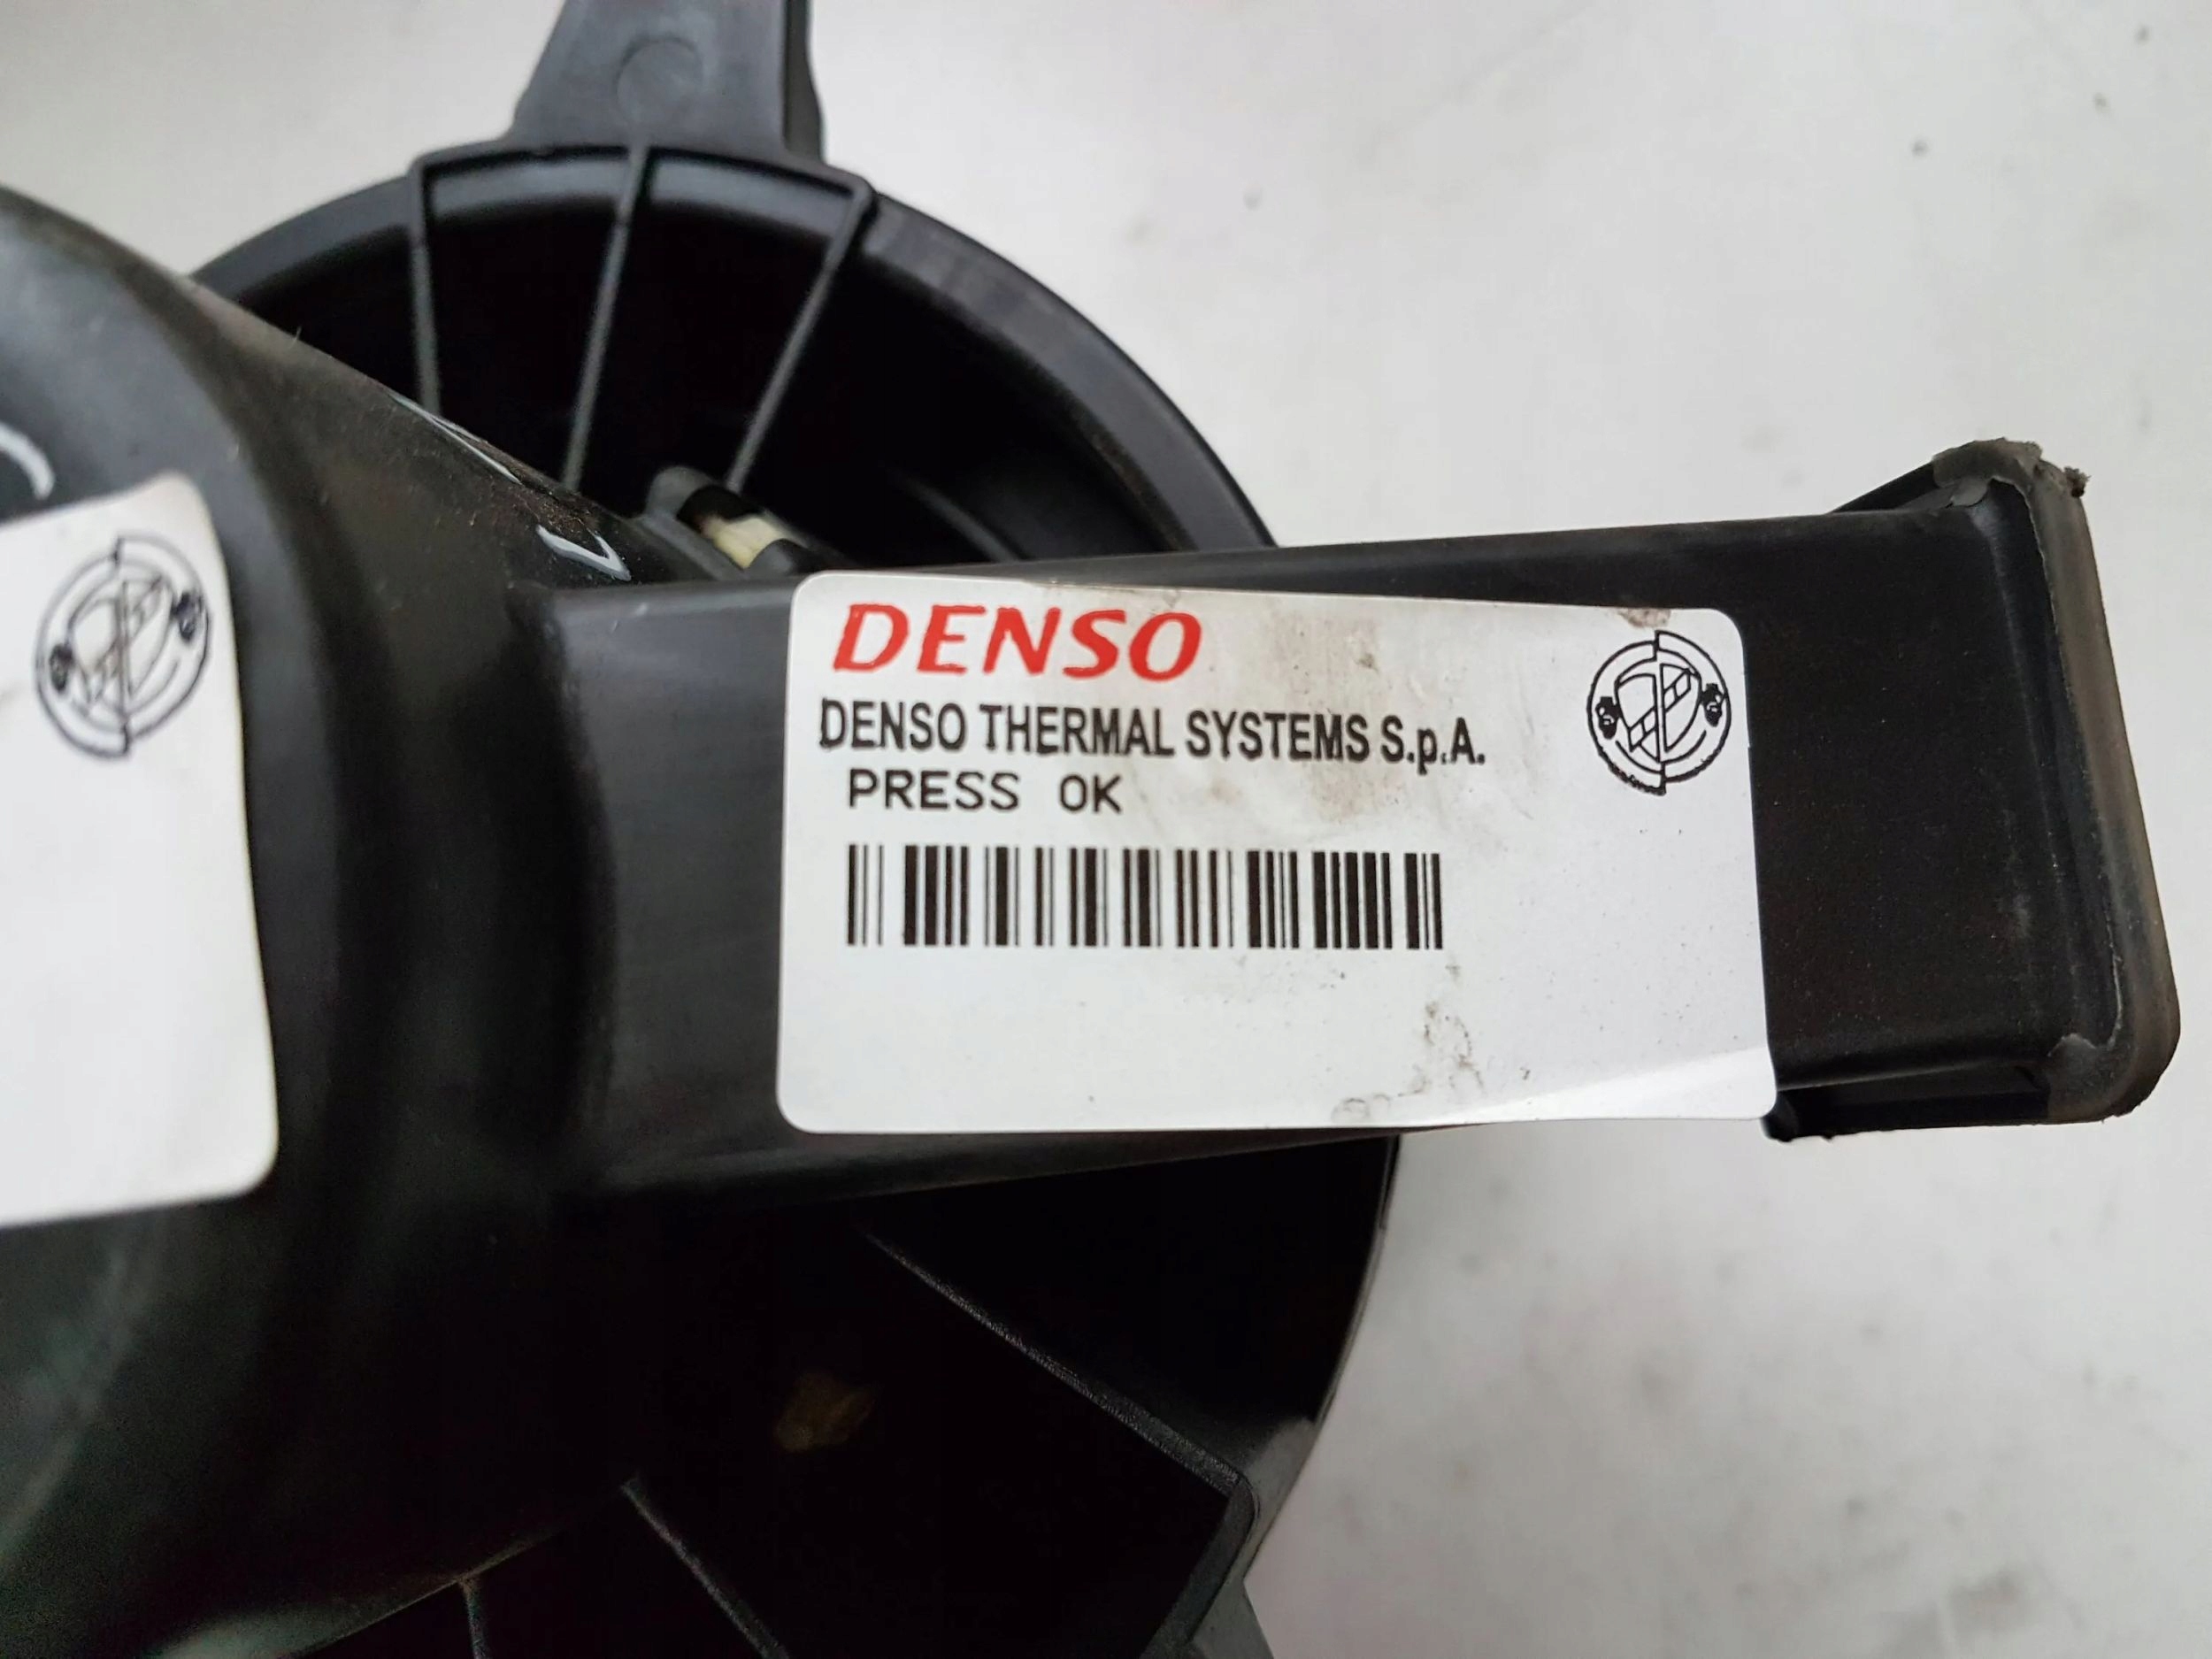 DENSO
DENSO THERMAL SYSTEMS S.p.A.
PRESS OK